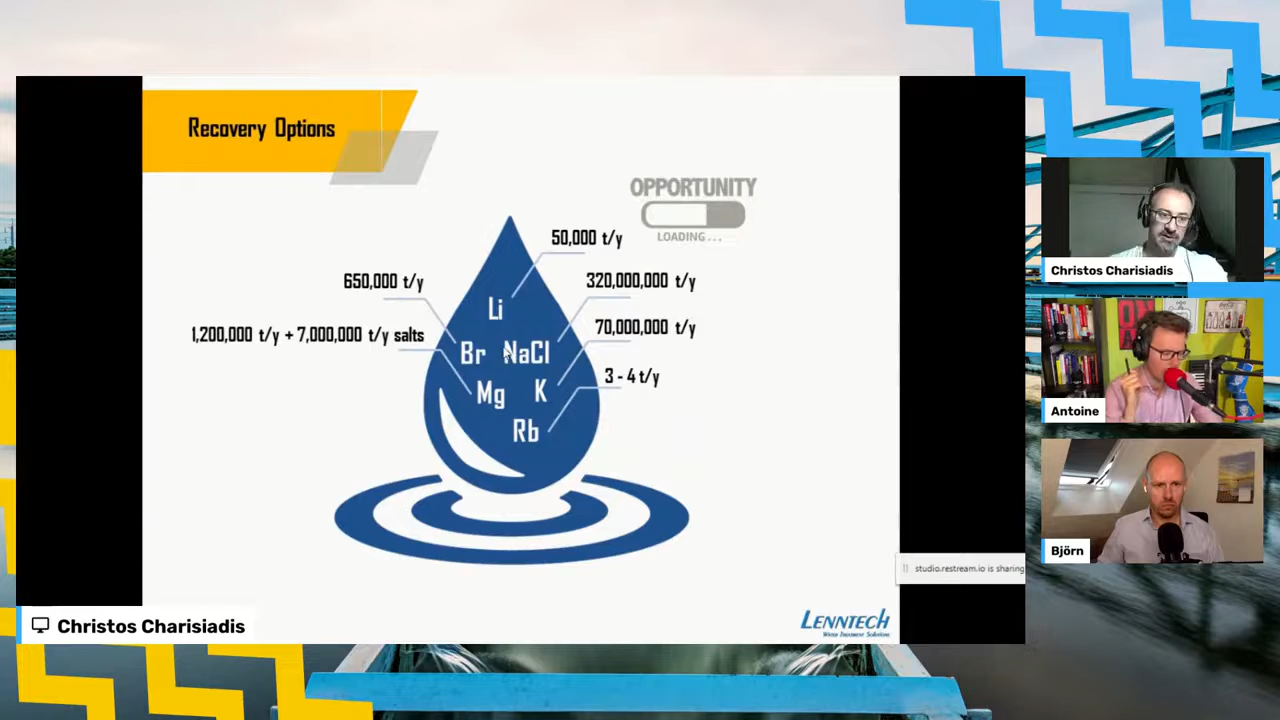 Recovery Options
OPPORTUNITY
LOADING...
50,000 t/y
650,000 t/y
320,000,000 t/y
1,200,000 t/y + 7,000,000 t/y salts
70,000,000 t/y
3 - 4 t/y
Li
Br NaCl
Mg K
Rb
studio.restream.io is sharing
LENNTECH
Water Treatment Solutions
Christos Charisiadis
Christos Charisiadis
Antoine
Björn